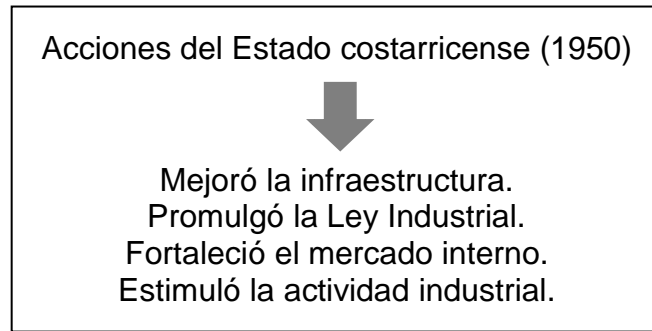 Acciones del Estado costarricense (1950)
Mejoró la infraestructura.
Promulgó la Ley Industrial.
Fortaleció el mercado interno.
Estimuló la actividad industrial.